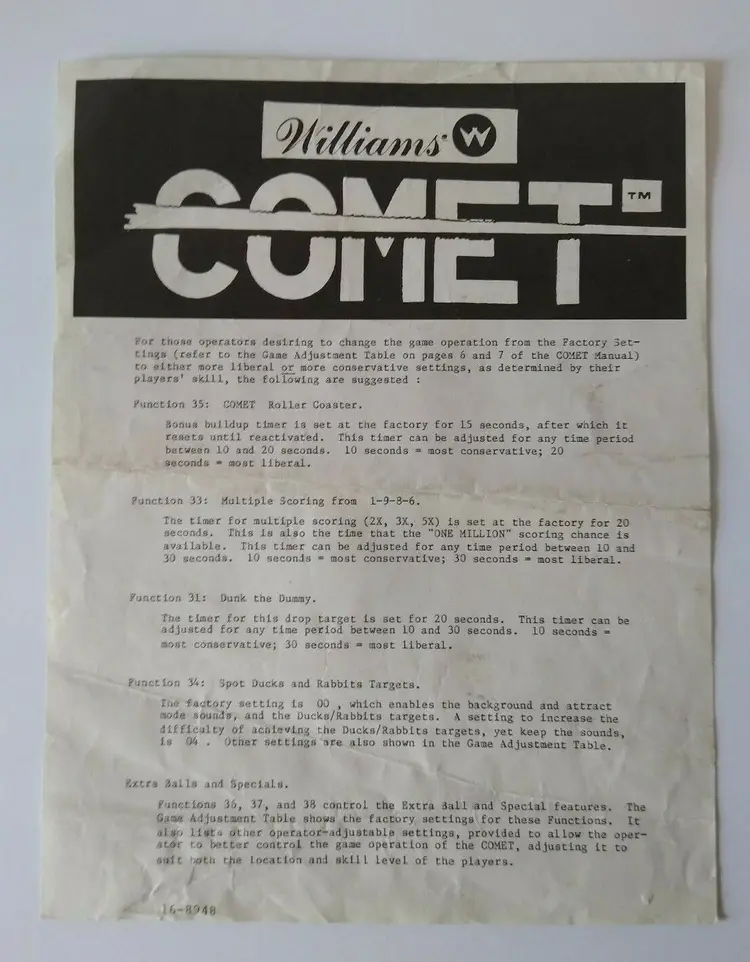 Williams® W
COMET™
For those operators desiring to change the game operation from the Factory Set-
tings (refer to the Game Adjustment Table on pages 6 and 7 of the COMET Manual)
to either more liberal or more conservative settings, as determined by their
players' skill, the following are suggested :
Function 35: COMET Roller Coaster.
Bonus buildup timer is set at the factory for 15 seconds, after which it
resets until reactivated. This timer can be adjusted for any time period
between 10 and 20 seconds. 10 seconds = most conservative; 20
seconds = most liberal.
Function 33: Multiple Scoring from 1-9-8-6.
The timer for multiple scoring (2X, 3X, 5X) is set at the factory for 20
seconds. This is also the time that the "ONE MILLION" scoring chance is
available. This timer can be adjusted for any time period between 10 and
30 seconds. 10 seconds = most conservative; 30 seconds = most liberal.
Function 31: Dunk the Dummy.
The timer for this drop target is set for 20 seconds. This timer can be
adjusted for any time period between 10 and 30 seconds. 10 seconds =
most conservative; 30 seconds = most liberal.
Function 34: Spot Ducks and Rabbits Targets.
The factory setting is 00 , which enables the background and attract
mode sounds, and the Ducks/Rabbits targets. A setting to increase the
difficulty of achieving the Ducks/Rabbits targets, yet keep the sounds,
is 04 . Other settings are also shown in the Game Adjustment Table.
Extra Balls and Specials.
Functions 36, 37, and 38 control the Extra Ball and Special features. The
Game Adjustment Table shows the factory settings for these Functions. It
also lists other operator-adjustable settings, provided to allow the oper-
ator to better control the game operation of the COMET, adjusting it to
suit both the location and skill level of the players.
16-8948